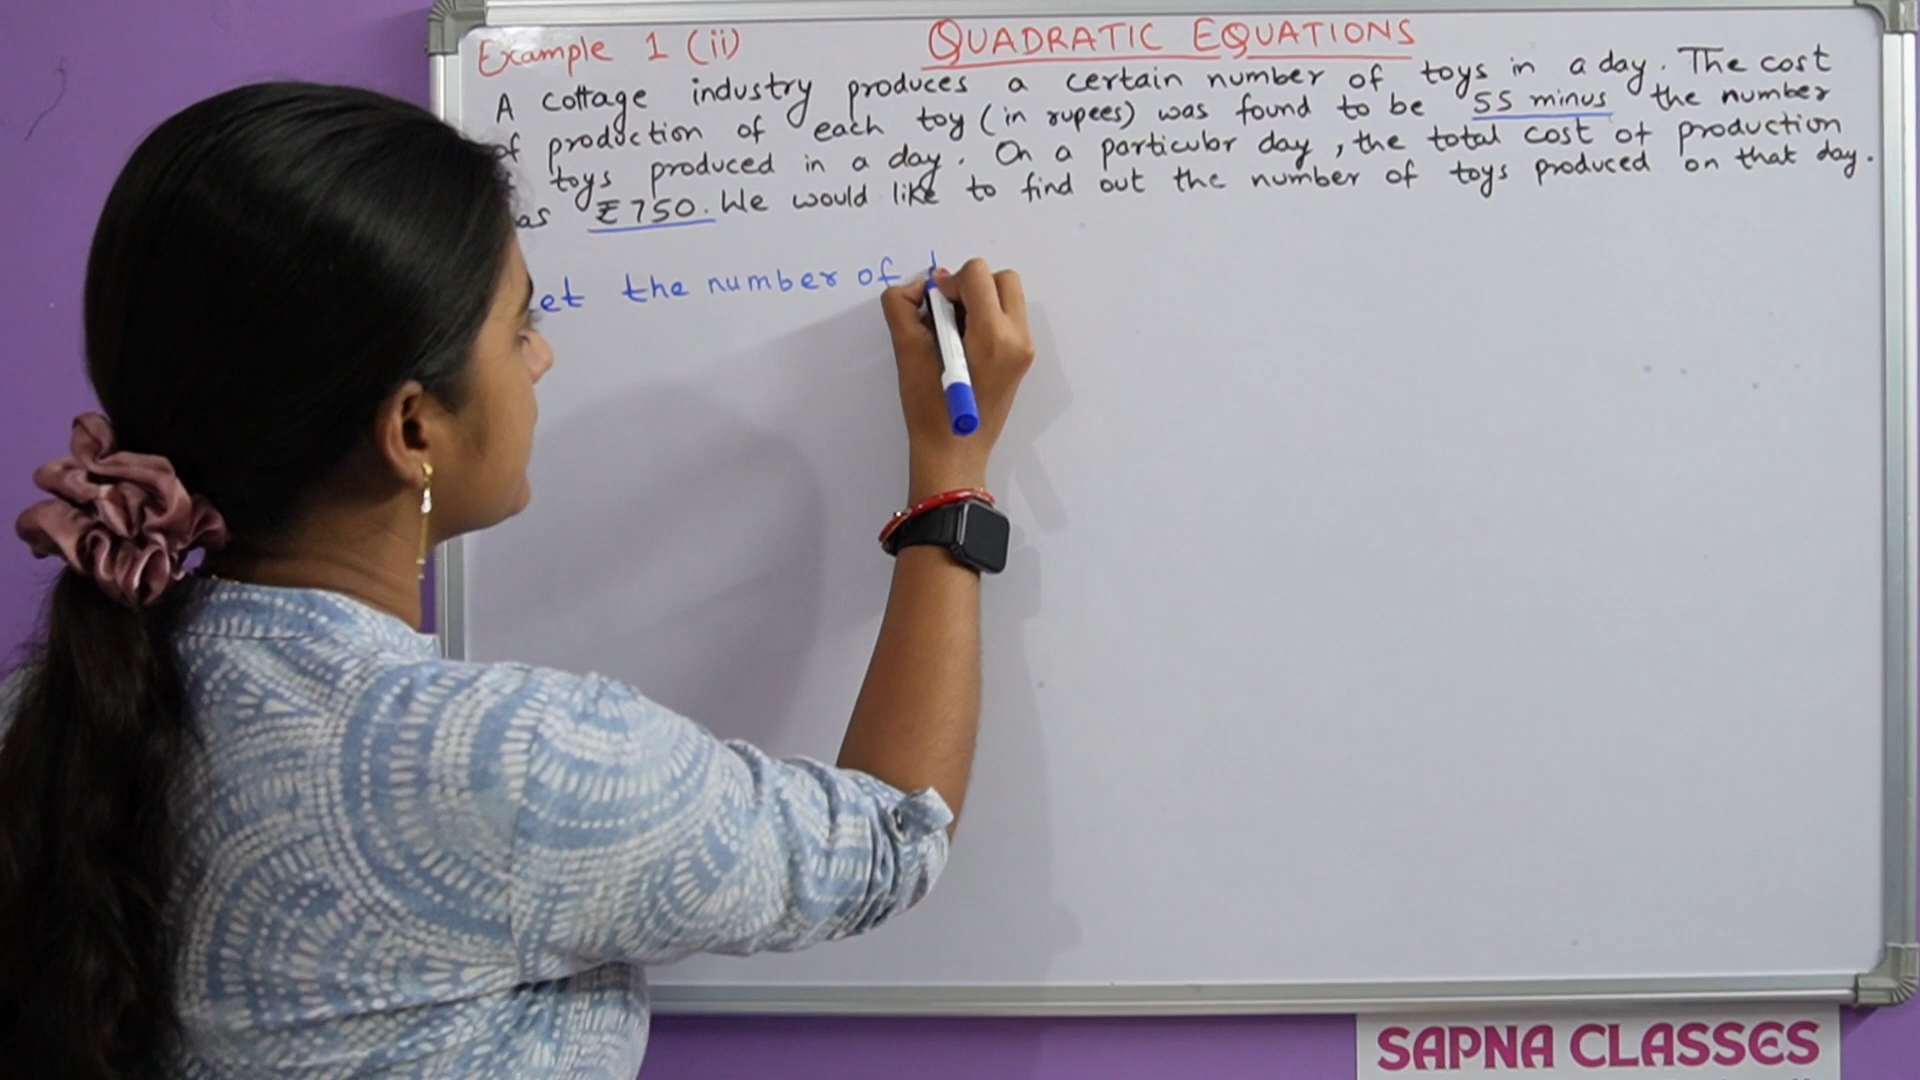 Example 1 (ii)
QUADRATIC EQUATIONS
A cottage industry produces a certain number of toys in a day. The cost
of production of each toy (in rupees) was found to be 55 minus the number
toys produced in a day. On a particular day, the total cost of production
as ₹750. We would like to find out the number of toys produced on that day.
et the number of t
SAPNA CLASSES